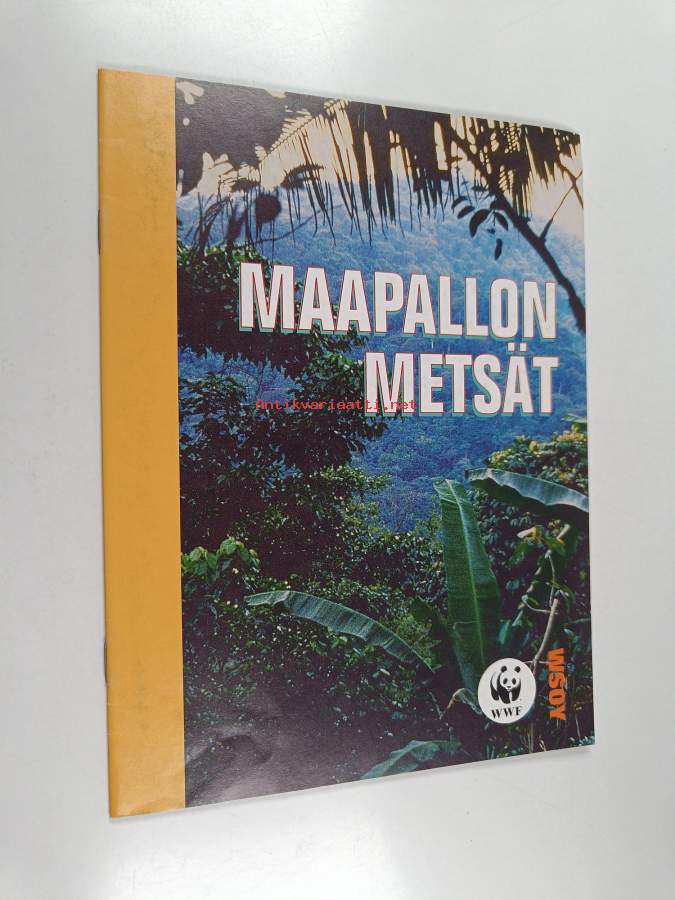 MAAPALLON
METSÄT
Antikvariaatti.net
WWF
WSOY